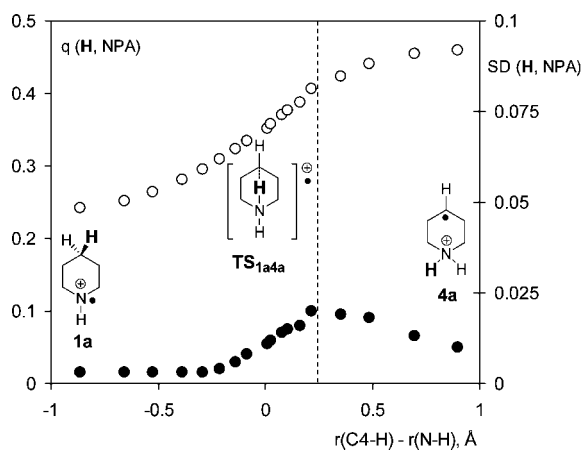 0.5
0.4
0.3
0.2
0.1
0
q (H, NPA)
0.1
0.075
0.05
0.025
0
SD (H, NPA)
-1
-0.5
0
0.5
1
r(C4-H) - r(N-H), Å
H
H
N
H
1a
H
H
N
H
TS1a4a
H
N
H
H
4a